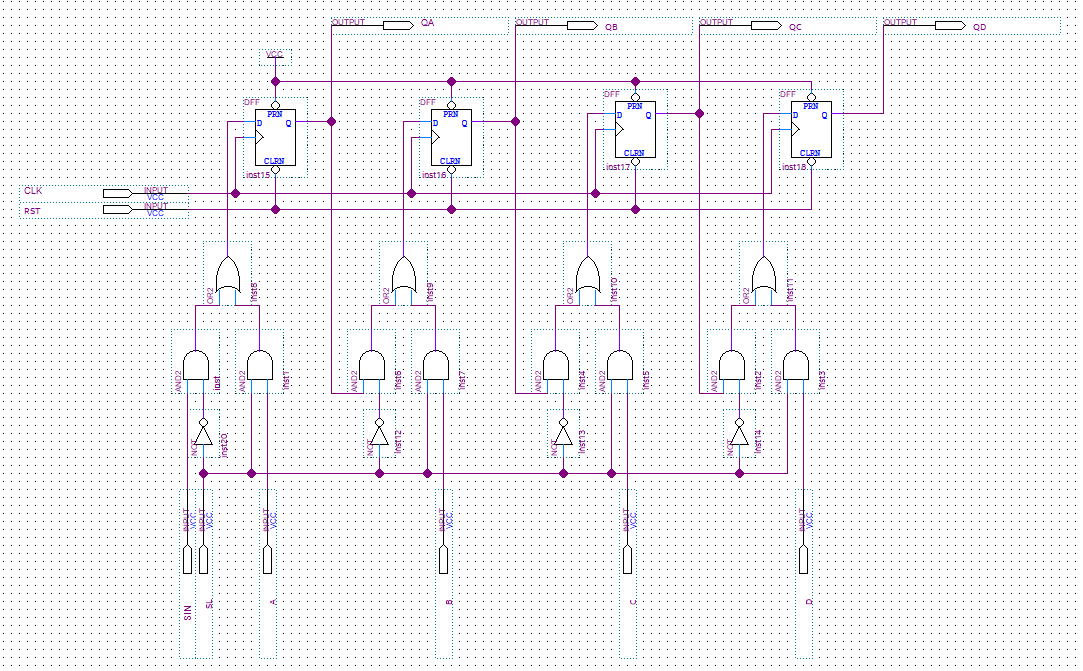 OUTPUT QA OUTPUT QB OUTPUT QC OUTPUT QD
VCC
DFF DFF DFF DFF
PRN PRN PRN PRN
D Q D Q D Q D Q
CLRN CLRN CLRN CLRN
inst15 inst16 inst17 inst18
CLK INPUT
VCC
RST INPUT
VCC
OR2 inst8 OR2 inst9 OR2 inst10 OR2 inst11
AND2 inst AND2 inst1 AND2 inst6 AND2 inst7 AND2 inst4 AND2 inst5 AND2 inst2 AND2 inst3
NOT inst20 NOT inst12 NOT inst13 NOT inst14
INPUT VCC INPUT VCC INPUT VCC INPUT VCC INPUT VCC INPUT VCC
SIN SL A B C D